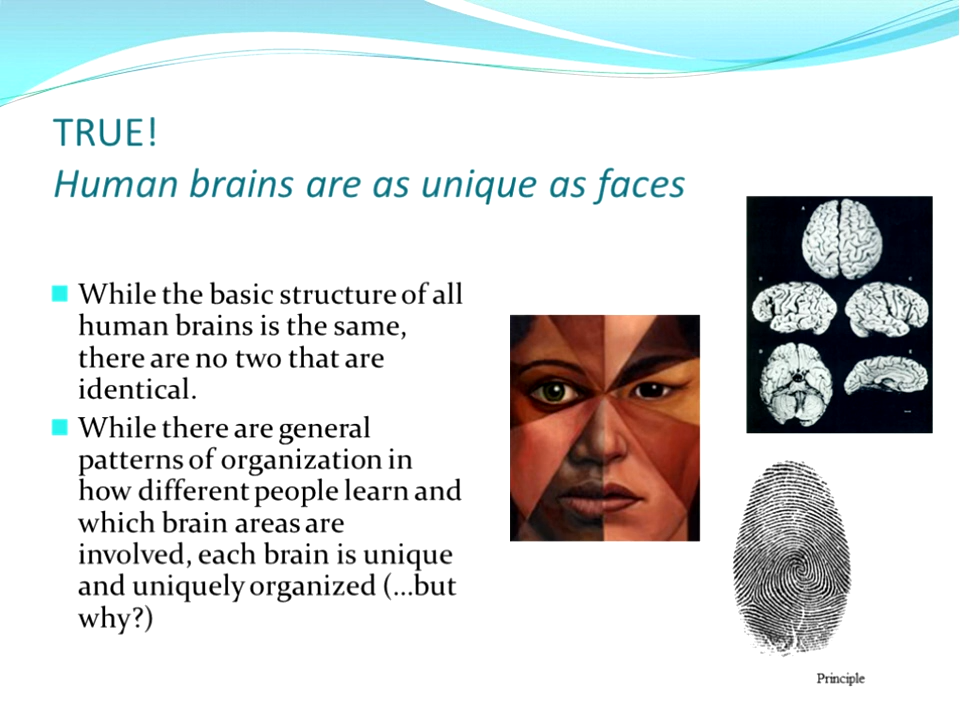 TRUE!
Human brains are as unique as faces
While the basic structure of all
human brains is the same,
there are no two that are
identical.
While there are general
patterns of organization in
how different people learn and
which brain areas are
involved, each brain is unique
and uniquely organized (...but
why?)
Principle